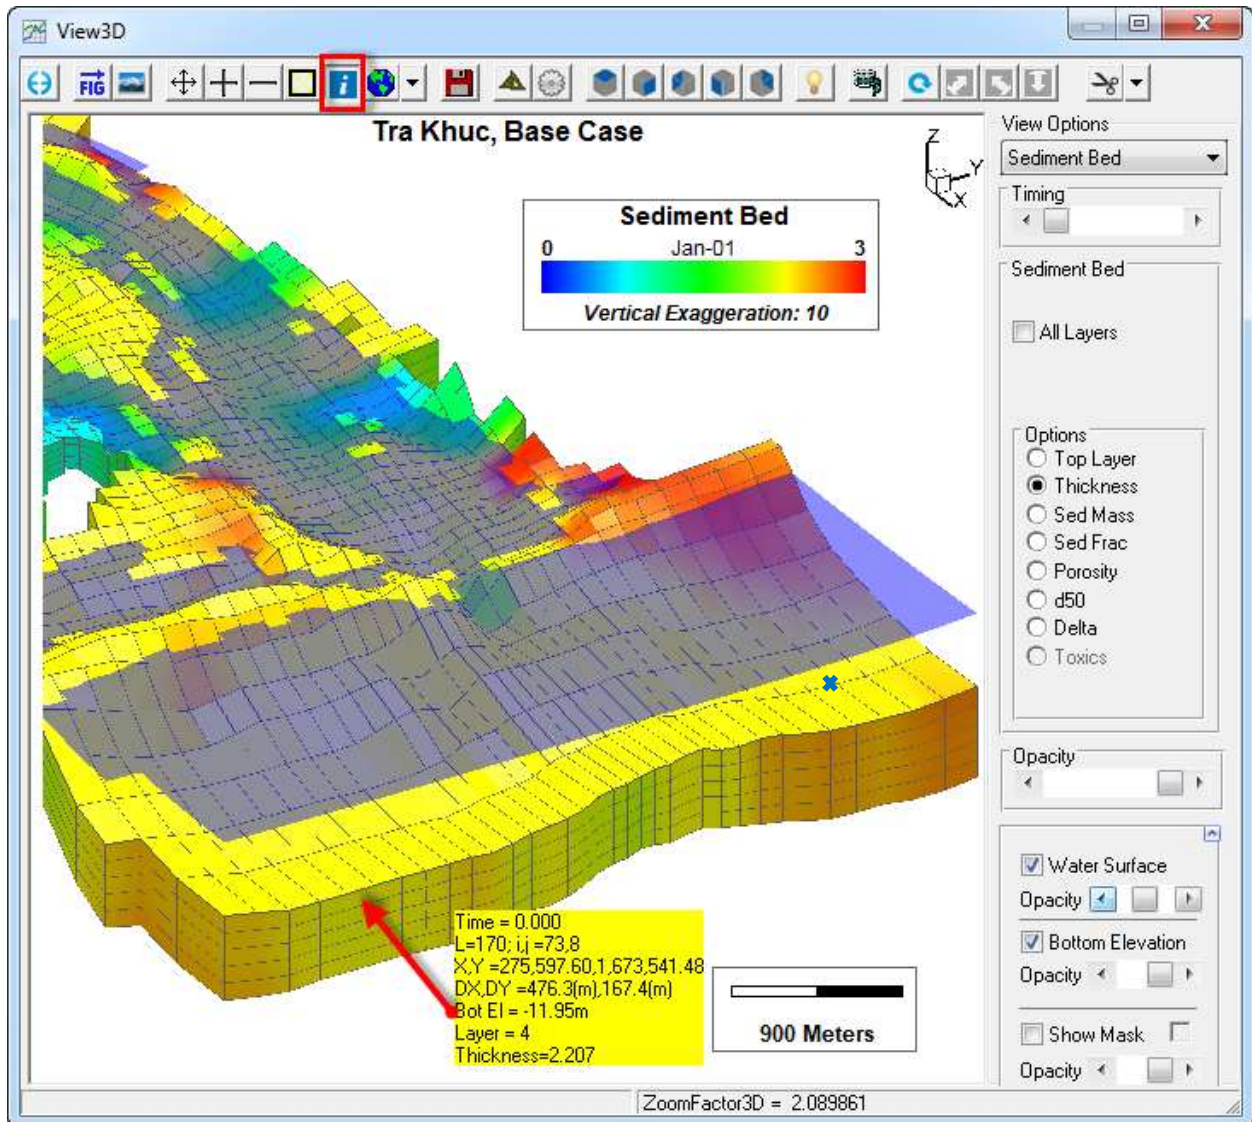 View3D
FIG
i
Tra Khuc, Base Case
Z
Y
X
Sediment Bed
0 Jan-01 3
Vertical Exaggeration: 10
Time = 0.000
L=170; i,j =73,8
X,Y =275,597.60,1,673,541.48
DX,DY =476.3(m),167.4(m)
Bot El = -11.95m
Layer = 4
Thickness=2.207
900 Meters
View Options
Sediment Bed
Timing
Sediment Bed
All Layers
Options
Top Layer
Thickness
Sed Mass
Sed Frac
Porosity
d50
Delta
Toxics
Opacity
Water Surface
Opacity
Bottom Elevation
Opacity
Show Mask
Opacity
ZoomFactor3D = 2.089861